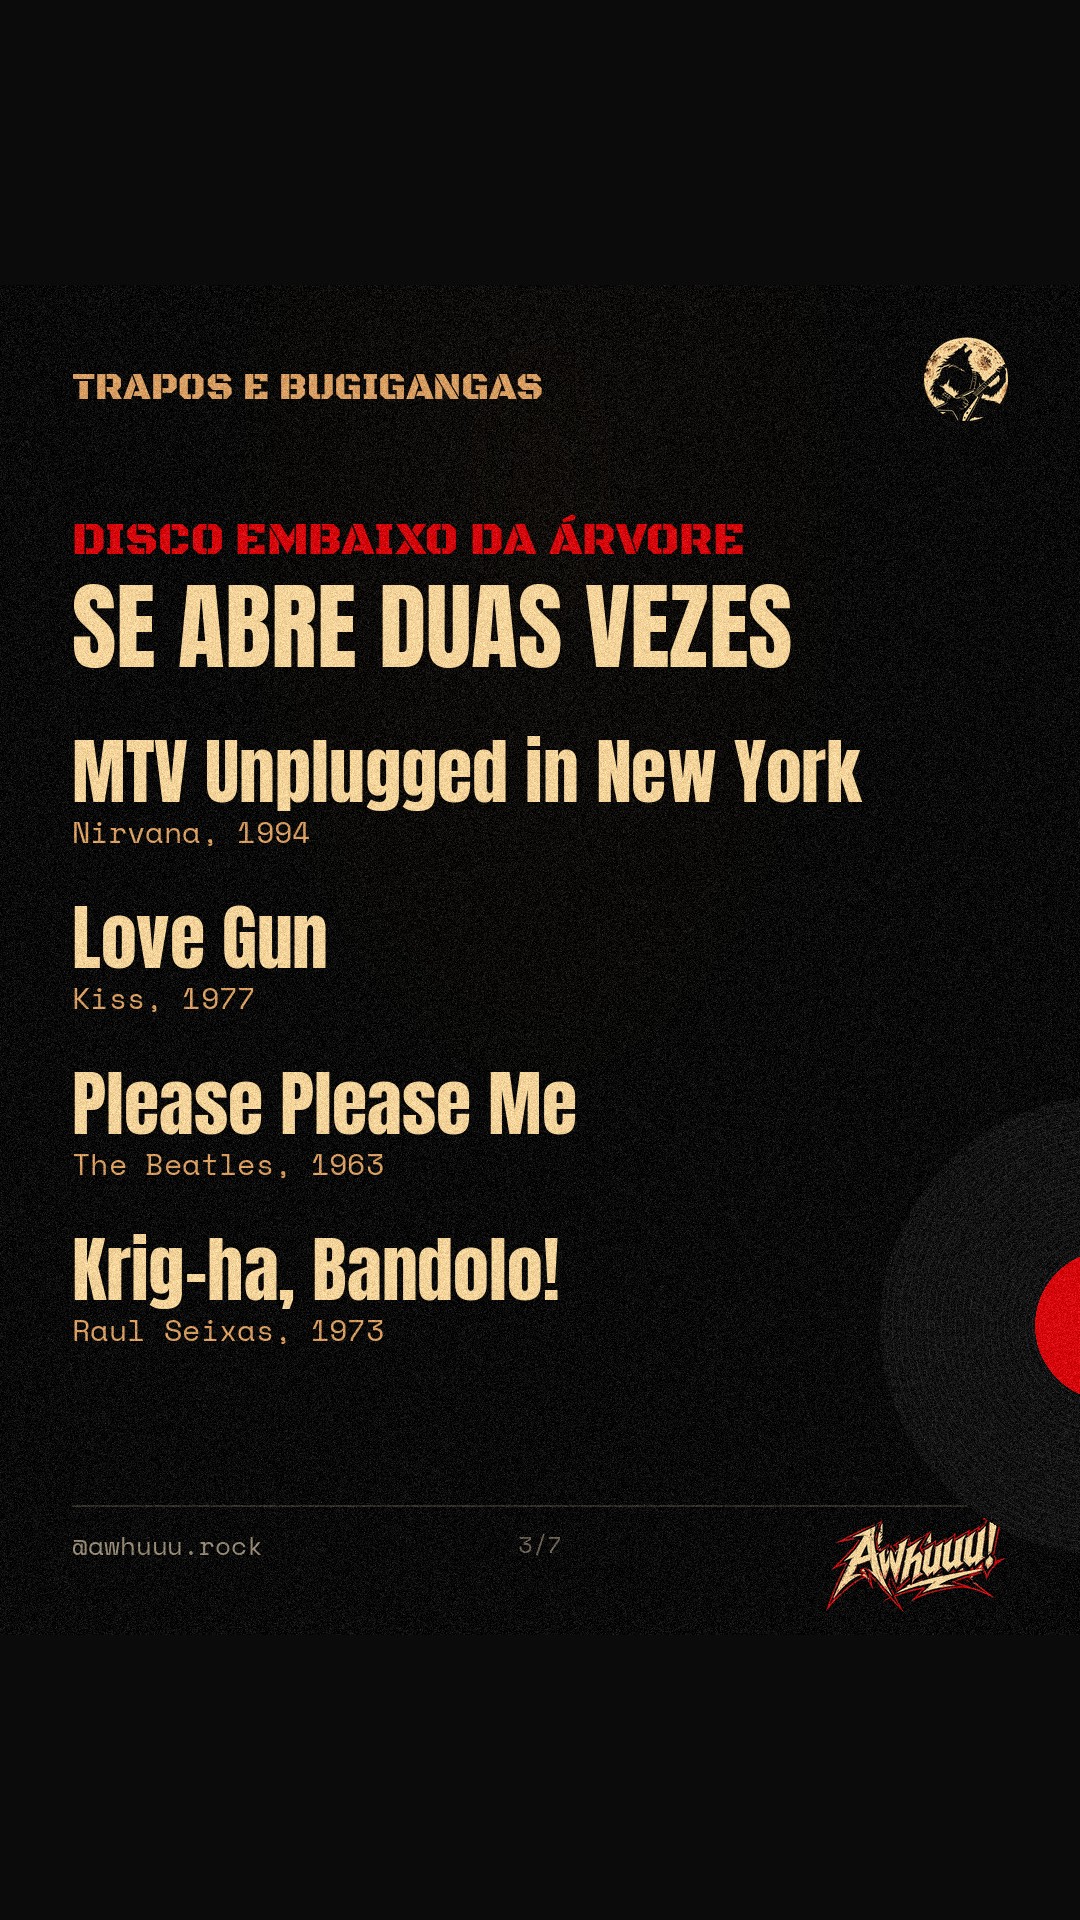 TRAPOS E BUGIGANGAS
DISCO EMBAIXO DA ÁRVORE
SE ABRE DUAS VEZES
MTV Unplugged in New York
Nirvana, 1994
Love Gun
Kiss, 1977
Please Please Me
The Beatles, 1963
Krig-ha, Bandolo!
Raul Seixas, 1973
@awhuuu.rock
3/7
Awhuuu!